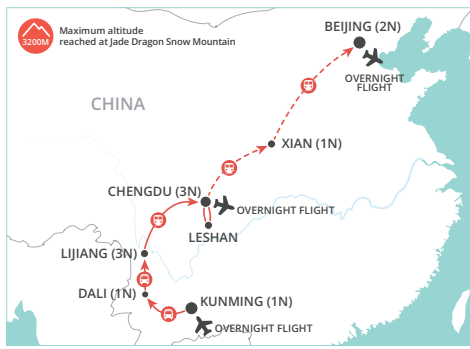 Maximum altitude
reached at Jade Dragon Snow Mountain
3200M
BEIJING (2N)
OVERNIGHT
FLIGHT
CHINA
XIAN (1N)
CHENGDU (3N)
OVERNIGHT FLIGHT
LESHAN
LIJIANG (3N)
DALI (1N)
KUNMING (1N)
OVERNIGHT FLIGHT